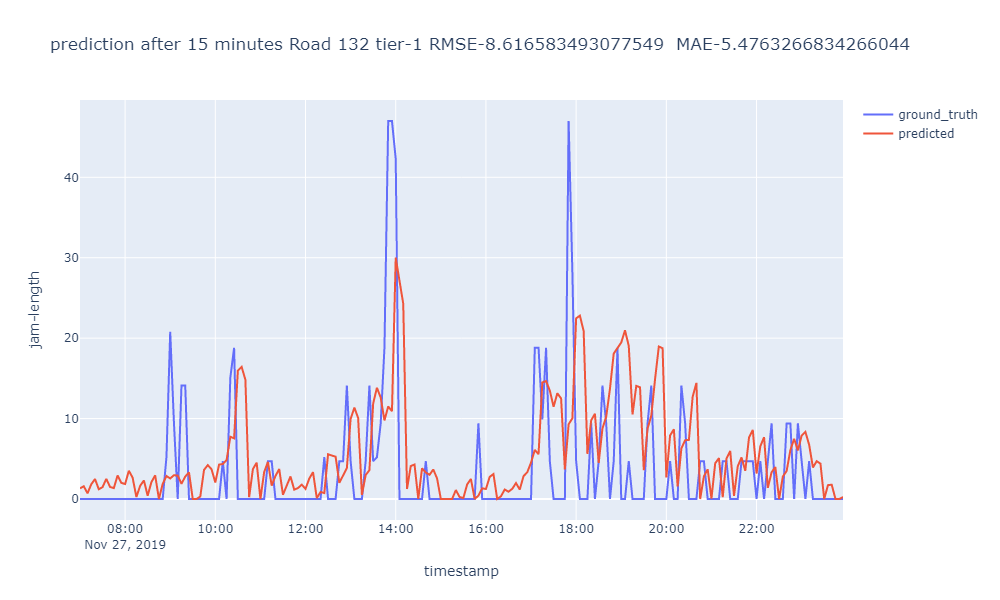 prediction after 15 minutes Road 132 tier-1 RMSE-8.616583493077549  MAE-5.4763266834266044
ground_truth
predicted
jam-length
40
30
20
10
0
08:00 10:00 12:00 14:00 16:00 18:00 20:00 22:00
Nov 27, 2019
timestamp